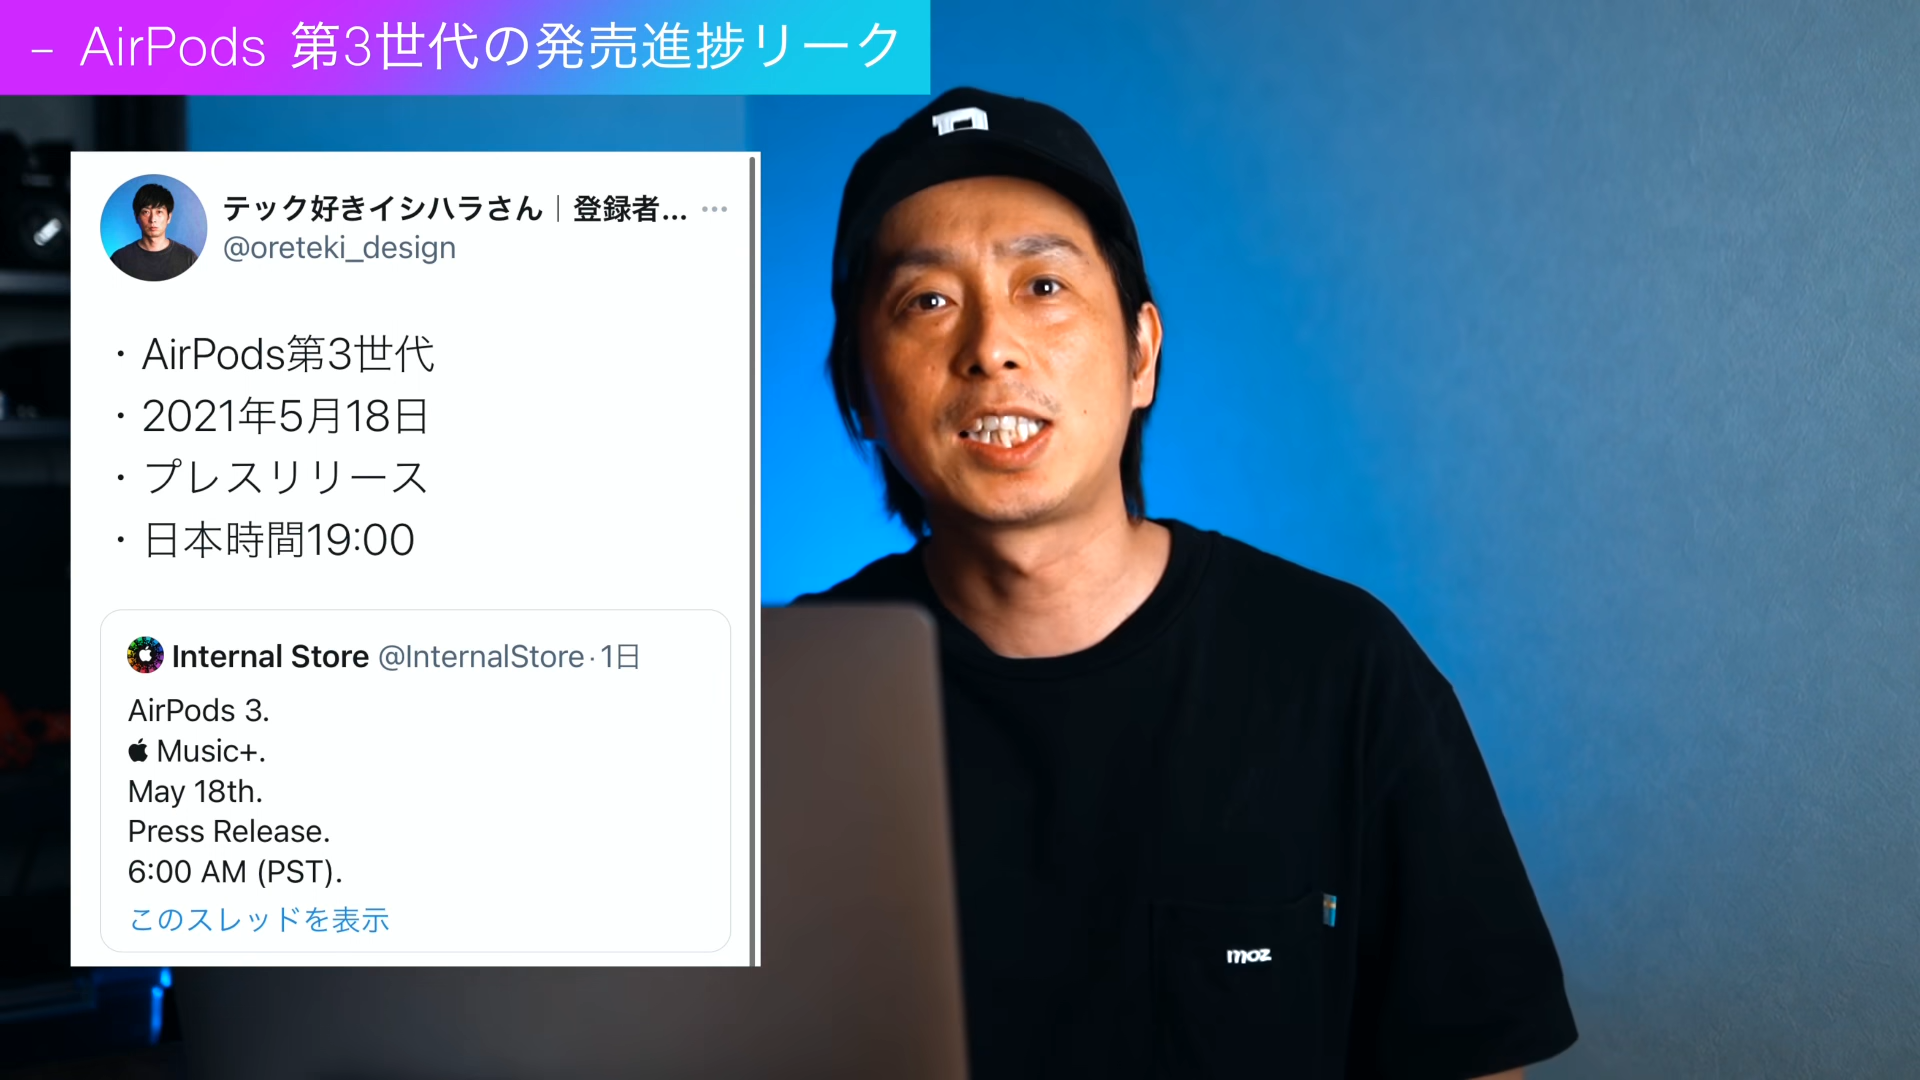 – AirPods 第3世代の発売進捗リーク
テック好きイシハラさん｜登録者... ···
@oreteki_design
・AirPods第3世代
・2021年5月18日
・プレスリリース
・日本時間19:00
Internal Store @InternalStore · 1日
AirPods 3.
 Music+.
May 18th.
Press Release.
6:00 AM (PST).
このスレッドを表示
moz